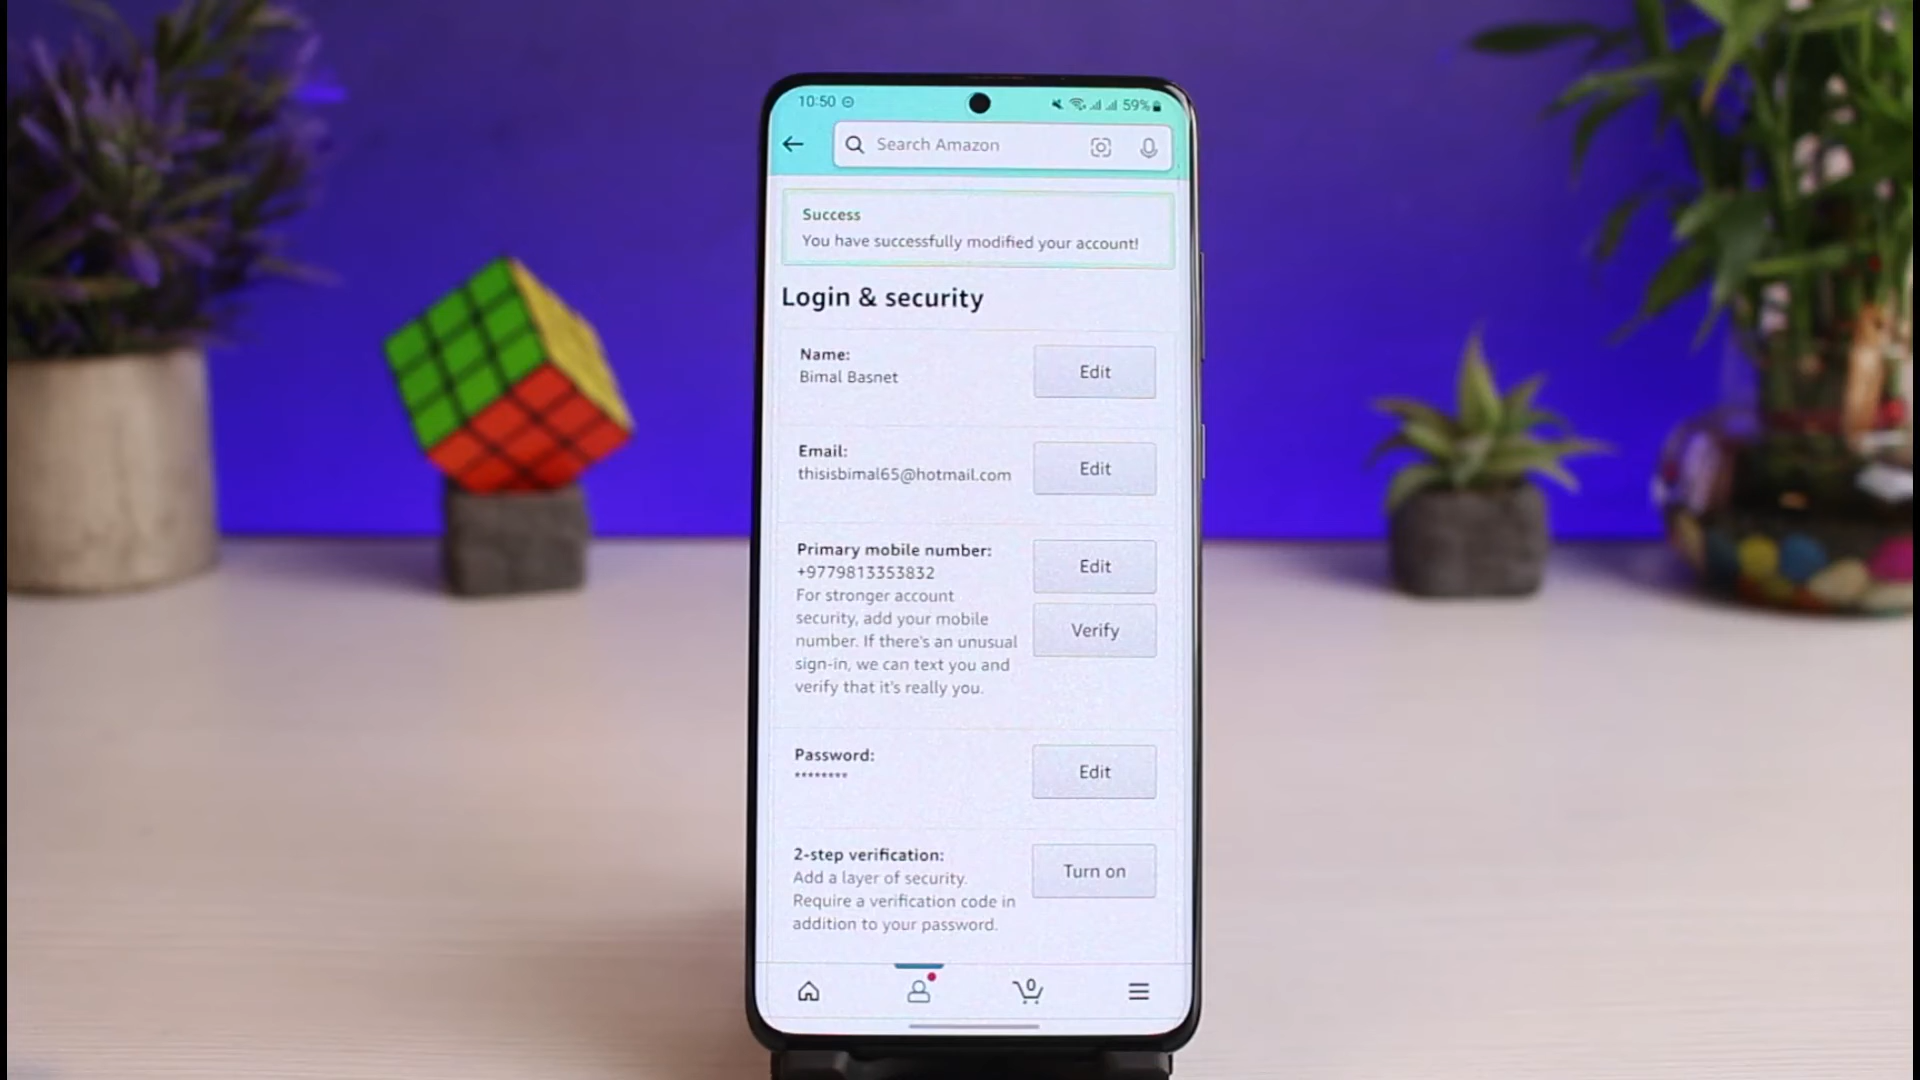 10:50
59%
Search Amazon
Success
You have successfully modified your account!
Login & security
Name:
Bimal Basnet
Edit
Email:
thisisbimal65@hotmail.com
Edit
Primary mobile number:
+9779813353832
For stronger account
security, add your mobile
number. If there's an unusual
sign-in, we can text you and
verify that it's really you.
Edit
Verify
Password:
********
Edit
2-step verification:
Add a layer of security.
Require a verification code in
addition to your password.
Turn on
0